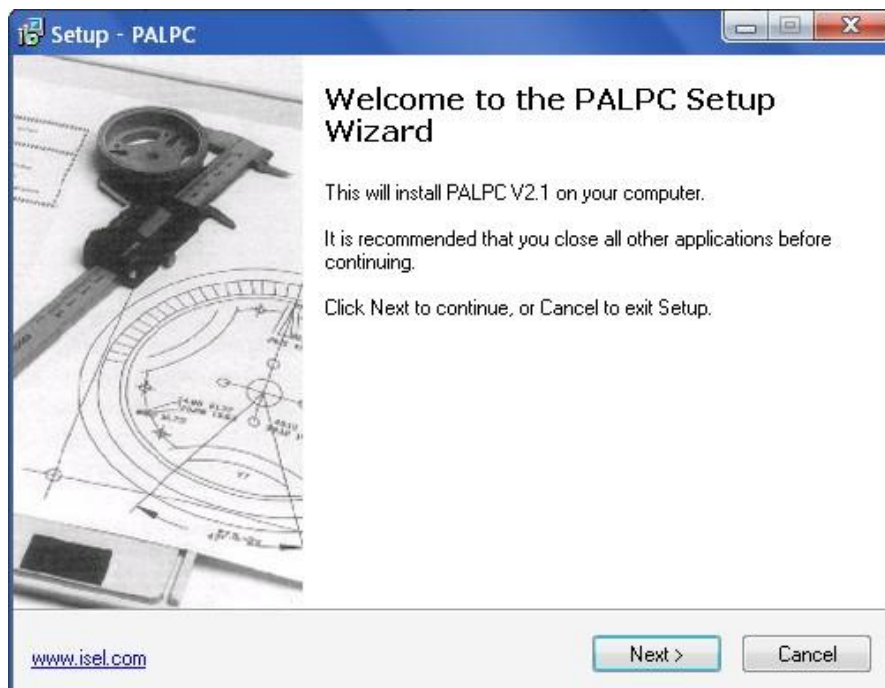 Setup - PALPC
Welcome to the PALPC Setup
Wizard
This will install PALPC V2.1 on your computer.
It is recommended that you close all other applications before
continuing.
Click Next to continue, or Cancel to exit Setup.
www.isel.com
Next >
Cancel